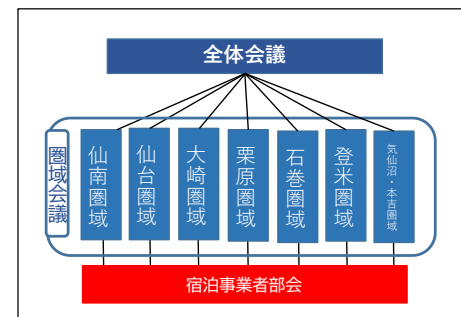 全体会議
圏域会議
仙南圏域
仙台圏域
大崎圏域
栗原圏域
石巻圏域
登米圏域
気仙沼・本吉圏域
宿泊事業者部会